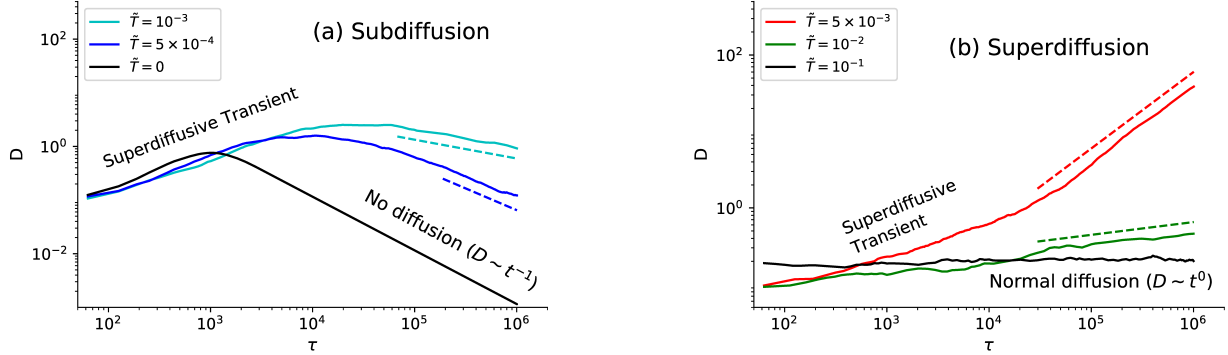 T̃ = 10⁻³
T̃ = 5 × 10⁻⁴
T̃ = 0
(a) Subdiffusion
Superdiffusive Transient
No diffusion (D ~ t⁻¹)
D
10²
10⁰
10⁻²
10² 10³ 10⁴ 10⁵ 10⁶
τ
T̃ = 5 × 10⁻³
T̃ = 10⁻²
T̃ = 10⁻¹
(b) Superdiffusion
Superdiffusive
Transient
Normal diffusion (D ~ t⁰)
D
10²
10⁰
10² 10³ 10⁴ 10⁵ 10⁶
τ